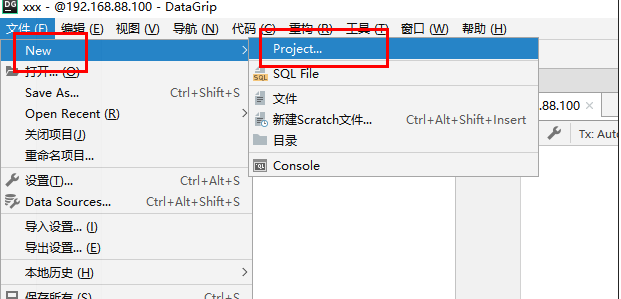 DG xxx - @192.168.88.100 - DataGrip
文件 (F) 编辑 (E) 视图 (V) 导航 (N) 代码(C) 重构 (R) 工具 (T) 窗口 (W) 帮助 (H)
New Project...
打开... (O) SQL SQL File
Save As... Ctrl+Shift+S 文件 .88.100
Open Recent (R) 新建Scratch文件... Ctrl+Alt+Shift+Insert
关闭项目(J) 目录 Tx: Auto
重命名项目... Console
设置(T)... Ctrl+Alt+S
Data Sources... Ctrl+Alt+Shift+S
导入设置... (I)
导出设置... (E)
本地历史 (H)
保存所有 (S) Ctrl+S